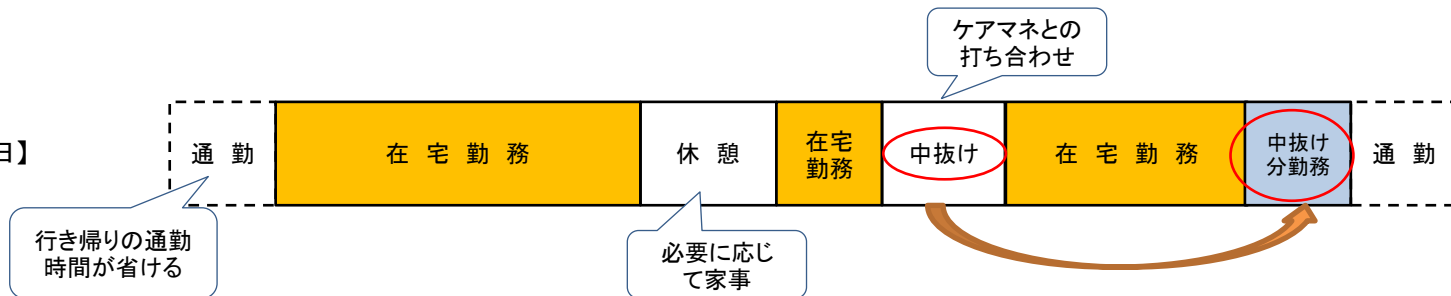 ケアマネとの
打ち合わせ
日】
通 勤
在 宅 勤 務
休 憩
在宅
勤務
中抜け
在 宅 勤 務
中抜け
分勤務
通 勤
行き帰りの通勤
時間が省ける
必要に応じ
て家事